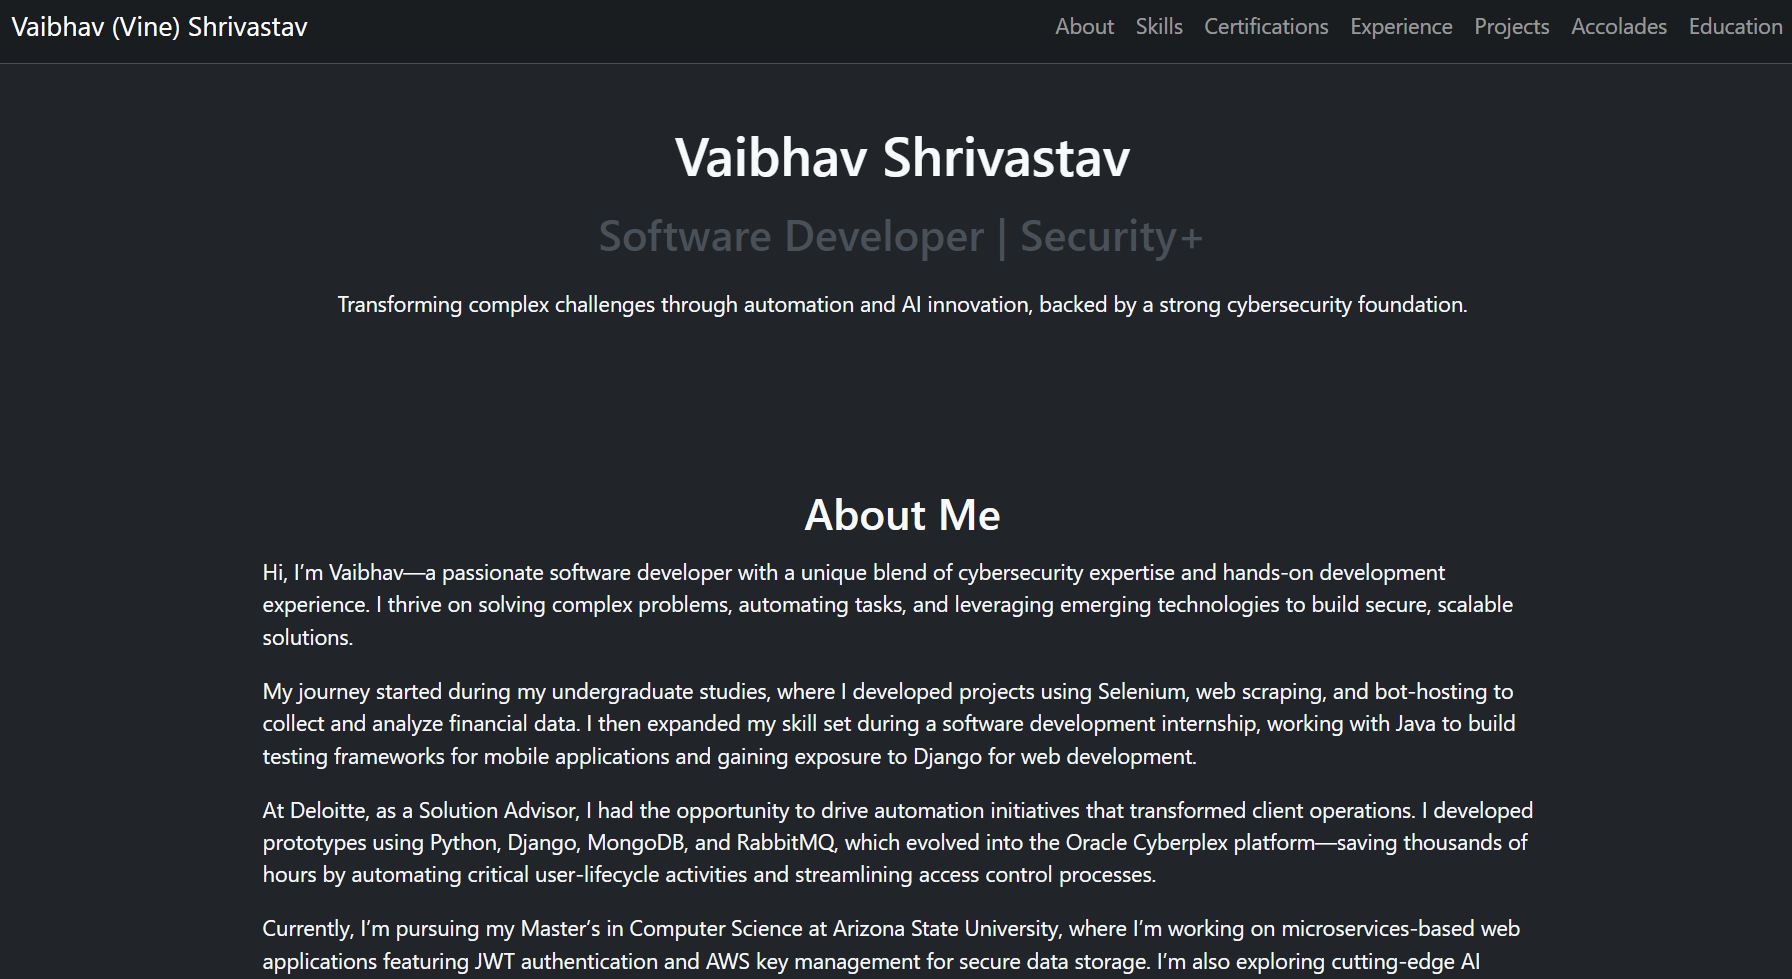 Vaibhav (Vine) Shrivastav
About Skills Certifications Experience Projects Accolades Education
Vaibhav Shrivastav
Software Developer | Security+
Transforming complex challenges through automation and AI innovation, backed by a strong cybersecurity foundation.
About Me
Hi, I’m Vaibhav—a passionate software developer with a unique blend of cybersecurity expertise and hands-on development
experience. I thrive on solving complex problems, automating tasks, and leveraging emerging technologies to build secure, scalable
solutions.
My journey started during my undergraduate studies, where I developed projects using Selenium, web scraping, and bot-hosting to
collect and analyze financial data. I then expanded my skill set during a software development internship, working with Java to build
testing frameworks for mobile applications and gaining exposure to Django for web development.
At Deloitte, as a Solution Advisor, I had the opportunity to drive automation initiatives that transformed client operations. I developed
prototypes using Python, Django, MongoDB, and RabbitMQ, which evolved into the Oracle Cyberplex platform—saving thousands of
hours by automating critical user-lifecycle activities and streamlining access control processes.
Currently, I’m pursuing my Master’s in Computer Science at Arizona State University, where I’m working on microservices-based web
applications featuring JWT authentication and AWS key management for secure data storage. I’m also exploring cutting-edge AI